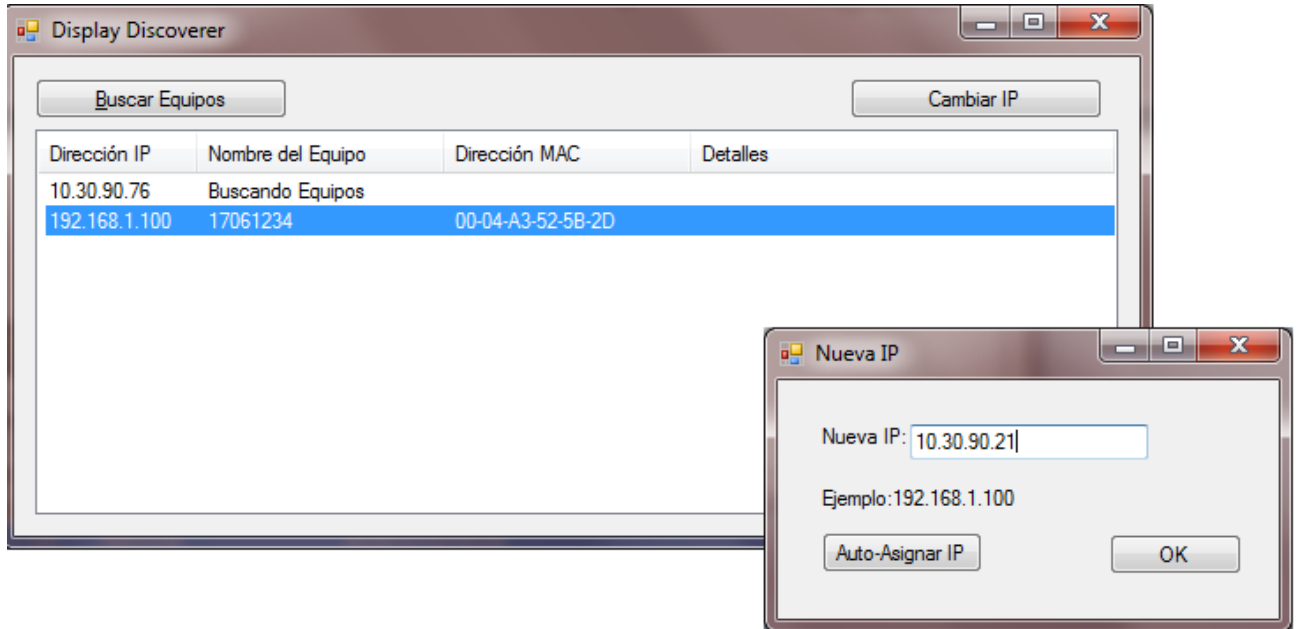 Display Discoverer
Buscar Equipos
Cambiar IP
Dirección IP Nombre del Equipo Dirección MAC Detalles
10.30.90.76 Buscando Equipos
192.168.1.100 17061234 00-04-A3-52-5B-2D
Nueva IP
Nueva IP: 10.30.90.21
Ejemplo:192.168.1.100
Auto-Asignar IP
OK